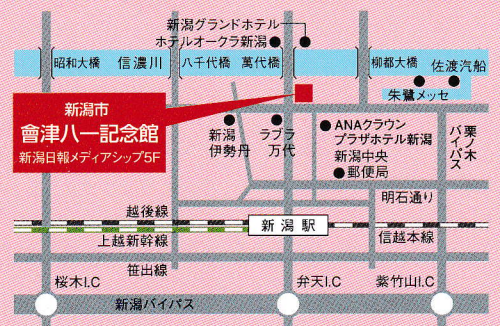 新潟グランドホテル
ホテルオークラ新潟
昭和大橋
信濃川
八千代橋
萬代橋
柳都大橋
佐渡汽船
朱鷺メッセ
新潟市
會津八一記念館
新潟日報メディアシップ5F
新潟
伊勢丹
ラブラ
万代
ANAクラウン
プラザホテル新潟
新潟中央
郵便局
栗ノ木
バイパス
明石通り
越後線
新潟駅
上越新幹線
信越本線
笹出線
桜木I.C
弁天I.C
紫竹山I.C
新潟バイパス